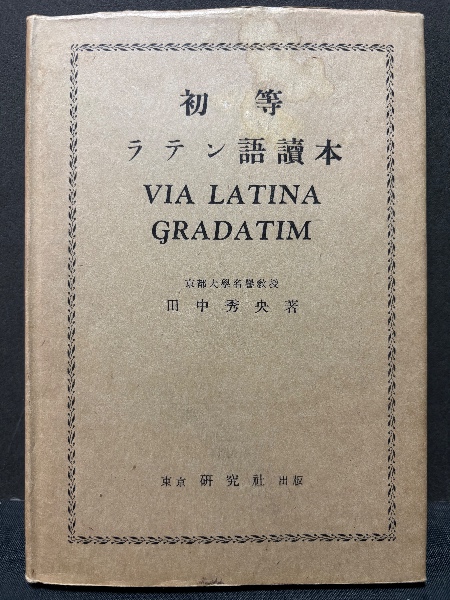 初等
ラテン語讀本
VIA LATINA
GRADATIM
京都大學名譽教授
田中秀央著
東京 研究社 出版